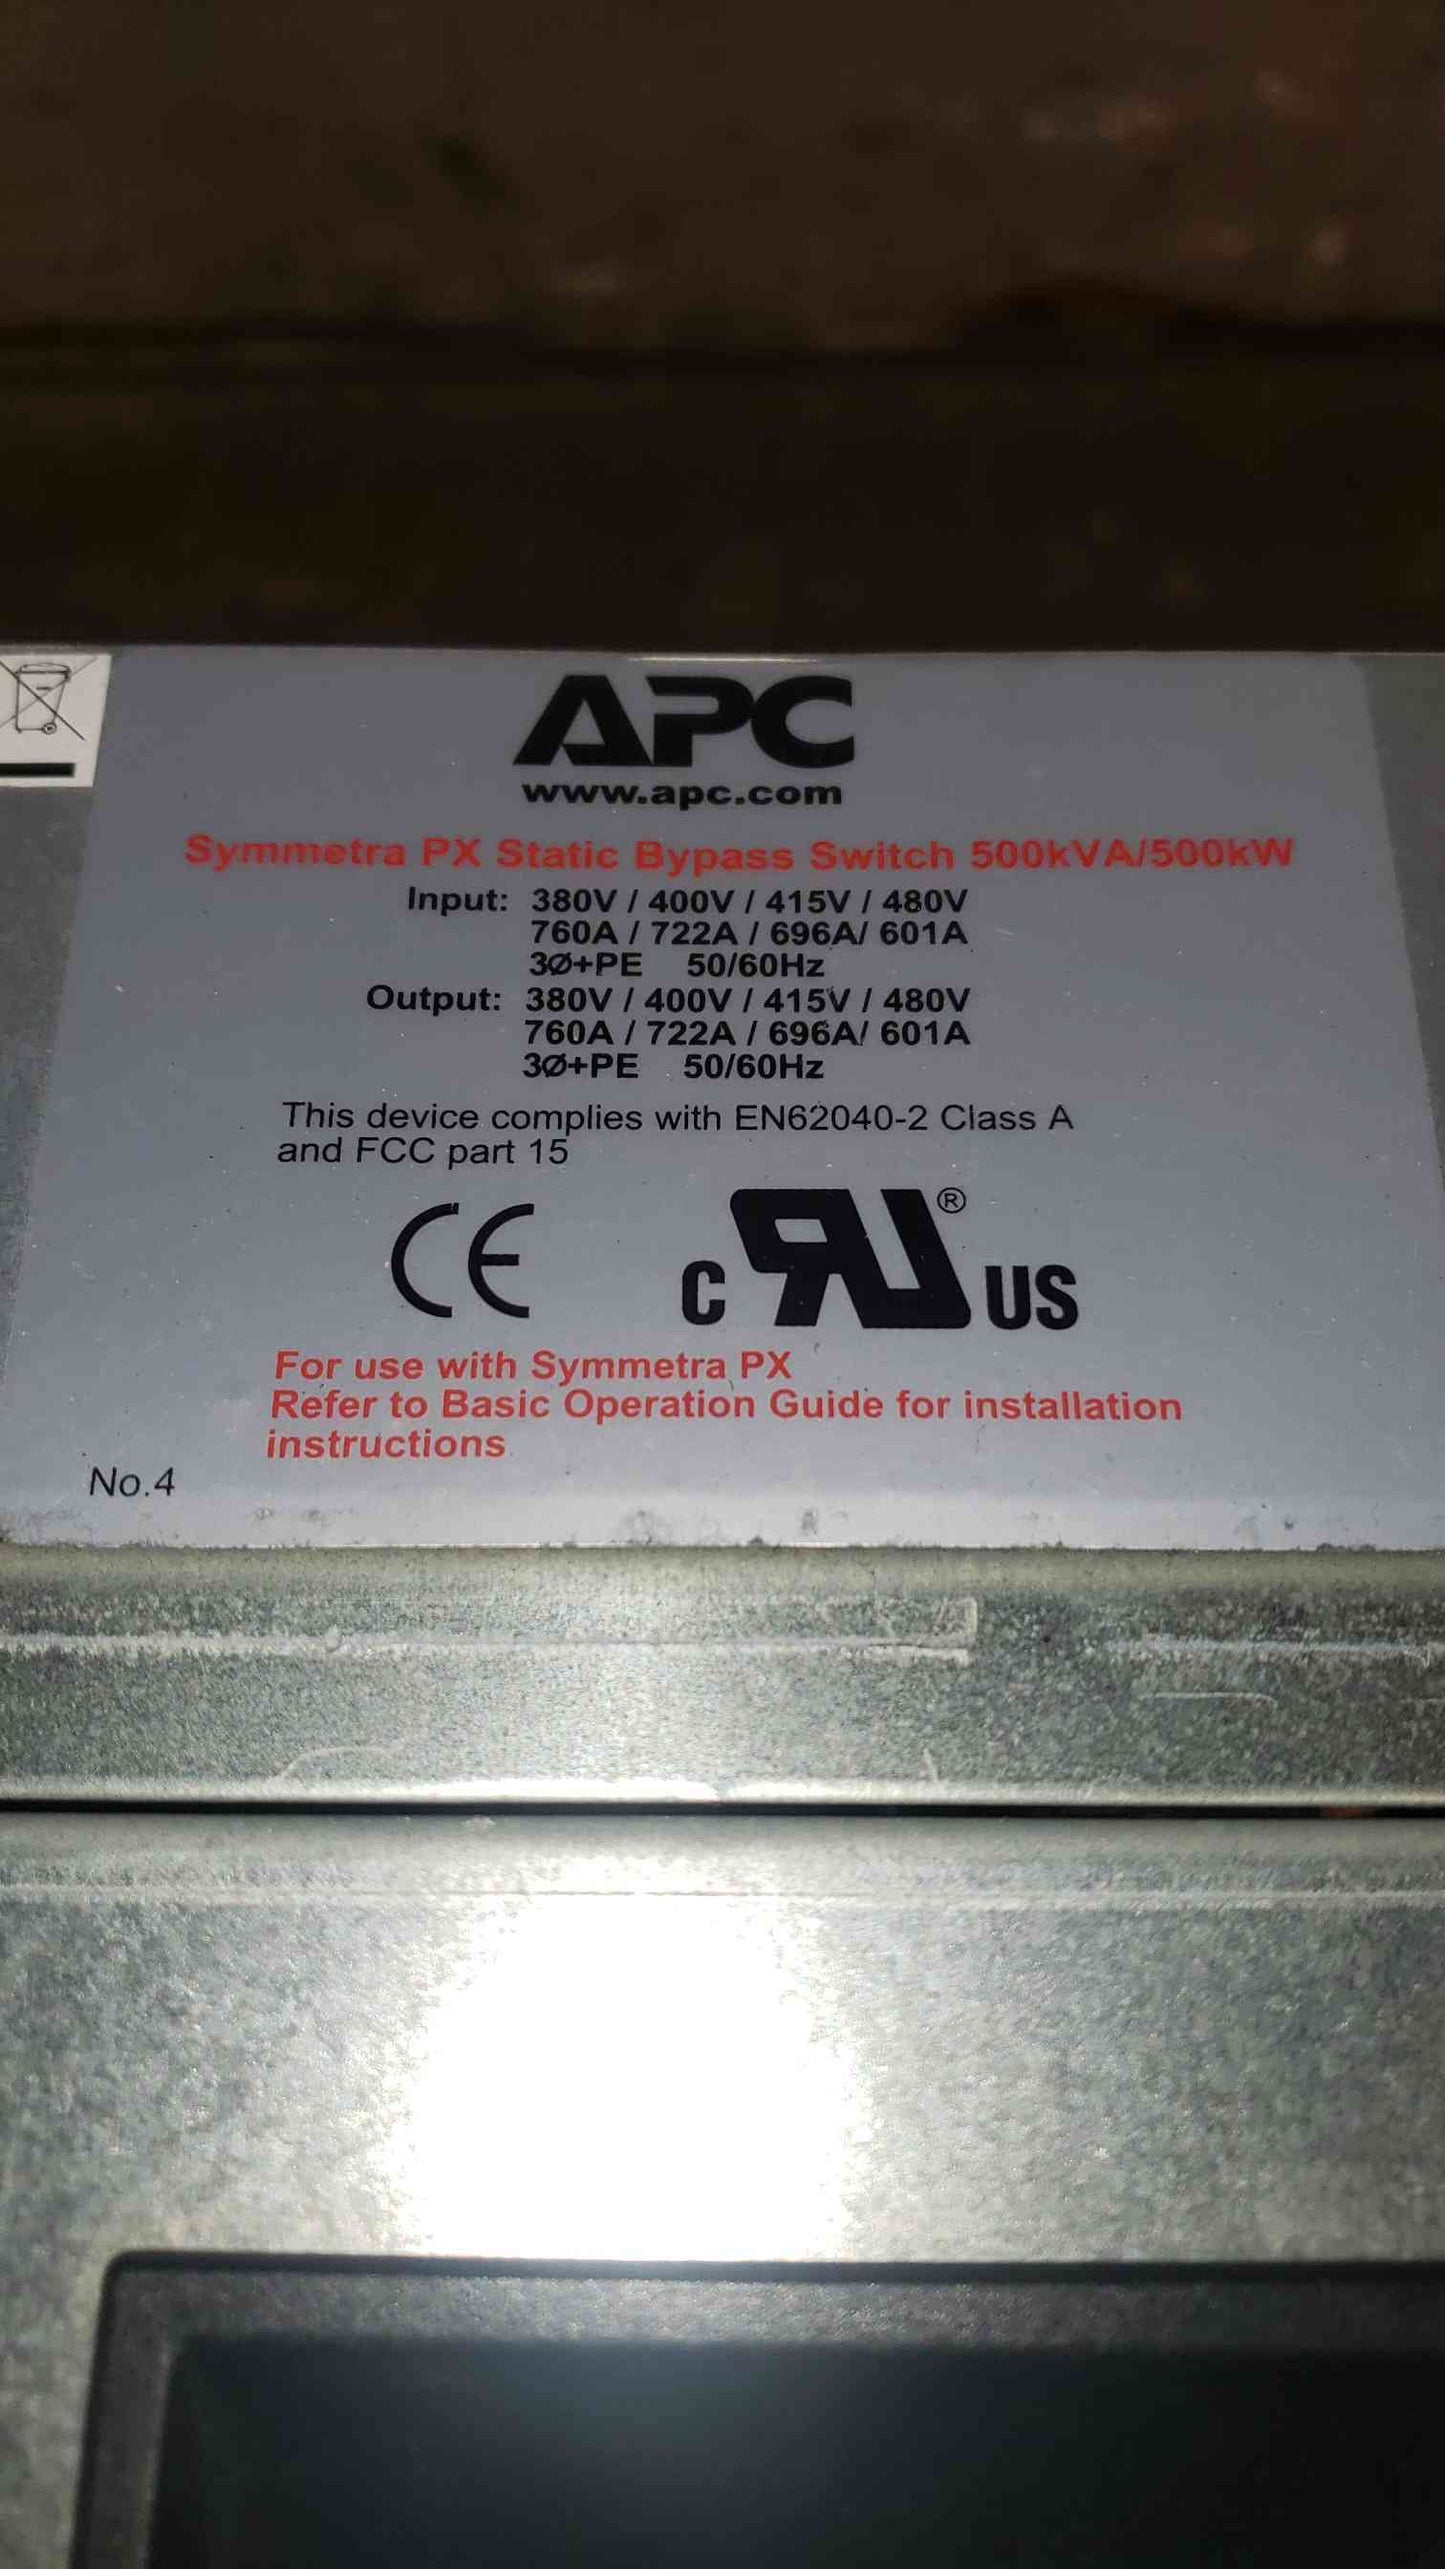 APC
www.apc.com
Symmetra PX Static Bypass Switch 500kVA/500kW
Input: 380V / 400V / 415V / 480V
760A / 722A / 696A/ 601A
3Ø+PE 50/60Hz
Output: 380V / 400V / 415V / 480V
760A / 722A / 696A/ 601A
3Ø+PE 50/60Hz
This device complies with EN62040-2 Class A
and FCC part 15
CE c RU ® US
For use with Symmetra PX
Refer to Basic Operation Guide for installation
instructions
No.4